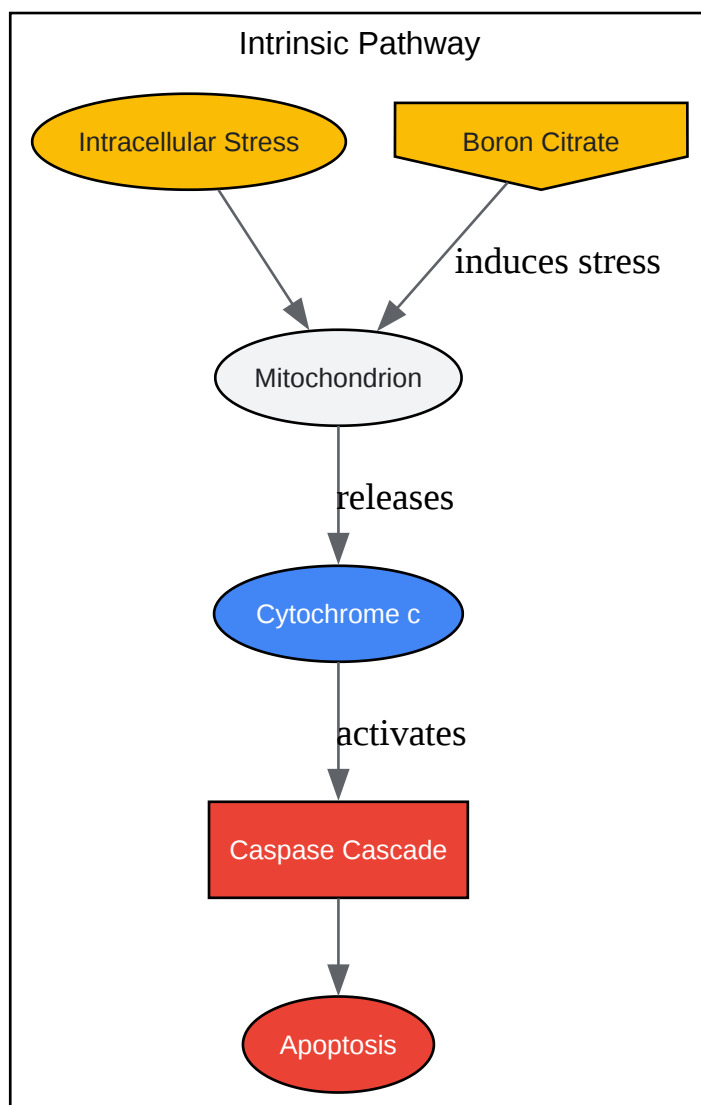 Intrinsic Pathway
Intracellular Stress
Boron Citrate
induces stress
Mitochondrion
releases
Cytochrome c
activates
Caspase Cascade
Apoptosis